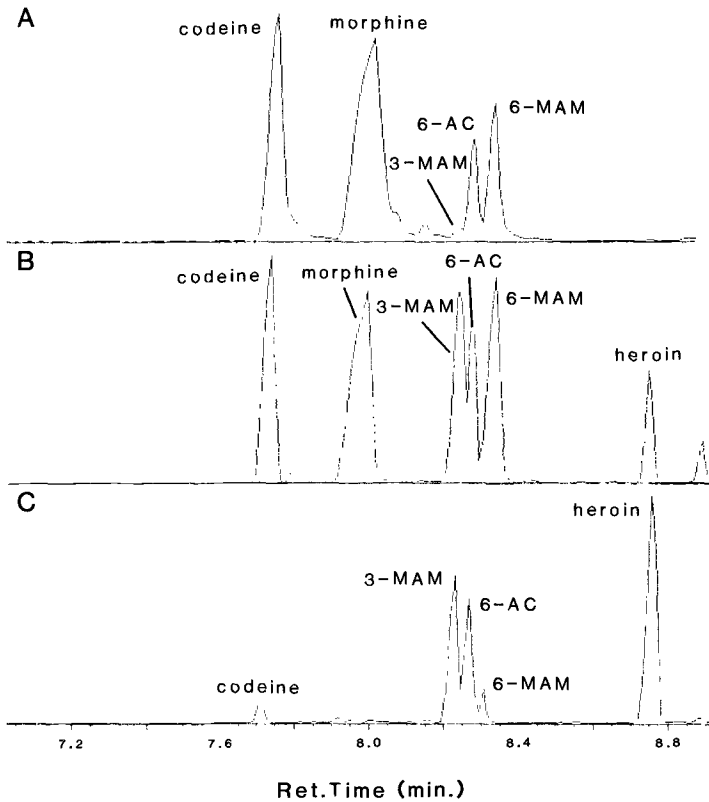 A
codeine
morphine
6-MAM
6-AC
3-MAM
B
codeine
morphine
6-AC
3-MAM
6-MAM
heroin
C
heroin
3-MAM
6-AC
codeine
6-MAM
7.2 7.6 8.0 8.4 8.8
Ret.Time (min.)